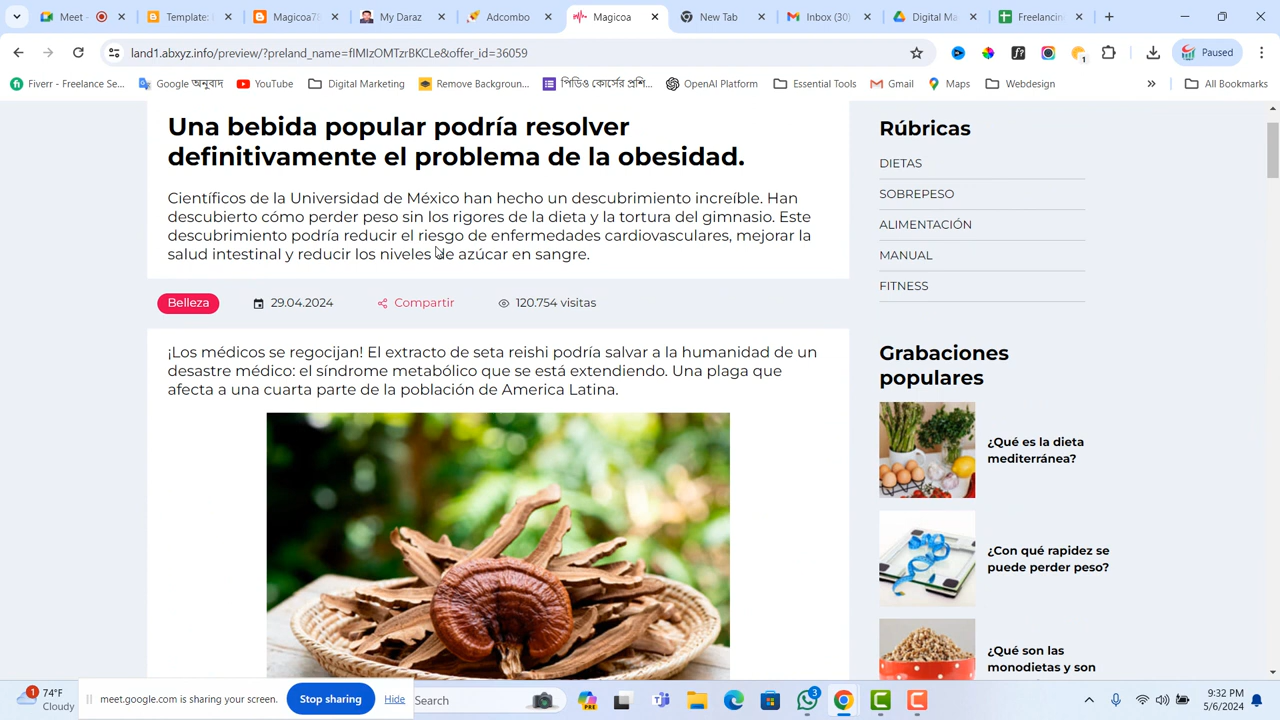 Meet -
Template:
Magicoa7
My Daraz
Adcombo
Magicoa
New Tab
Inbox (30)
Digital Ma
Freelancin
land1.abxyz.info/preview/?preland_name=flMIzOMTzrBKCLe&offer_id=36059
1
Paused
Fiverr - Freelance Se...
Google অনুবাদ
YouTube
Digital Marketing
Remove Backgroun...
OpenAI Platform
Essential Tools
Gmail
Maps
Webdesign
»
All Bookmarks
Una bebida popular podría resolver
definitivamente el problema de la obesidad.
Científicos de la Universidad de México han hecho un descubrimiento increíble. Han
descubierto cómo perder peso sin los rigores de la dieta y la tortura del gimnasio. Este
descubrimiento podría reducir el riesgo de enfermedades cardiovasculares, mejorar la
salud intestinal y reducir los niveles de azúcar en sangre.
Belleza
29.04.2024
Compartir
120.754 visitas
¡Los médicos se regocijan! El extracto de seta reishi podría salvar a la humanidad de un
desastre médico: el síndrome metabólico que se está extendiendo. Una plaga que
afecta a una cuarta parte de la población de America Latina.
Rúbricas
DIETAS
SOBREPESO
ALIMENTACIÓN
MANUAL
FITNESS
Grabaciones
populares
¿Qué es la dieta
mediterránea?
¿Con qué rapidez se
puede perder peso?
¿Qué son las
monodietas y son
1
74°F
Cloudy
meet.google.com is sharing your screen.
Stop sharing
Hide
Search
PRE
3
9:32 PM
5/6/2024